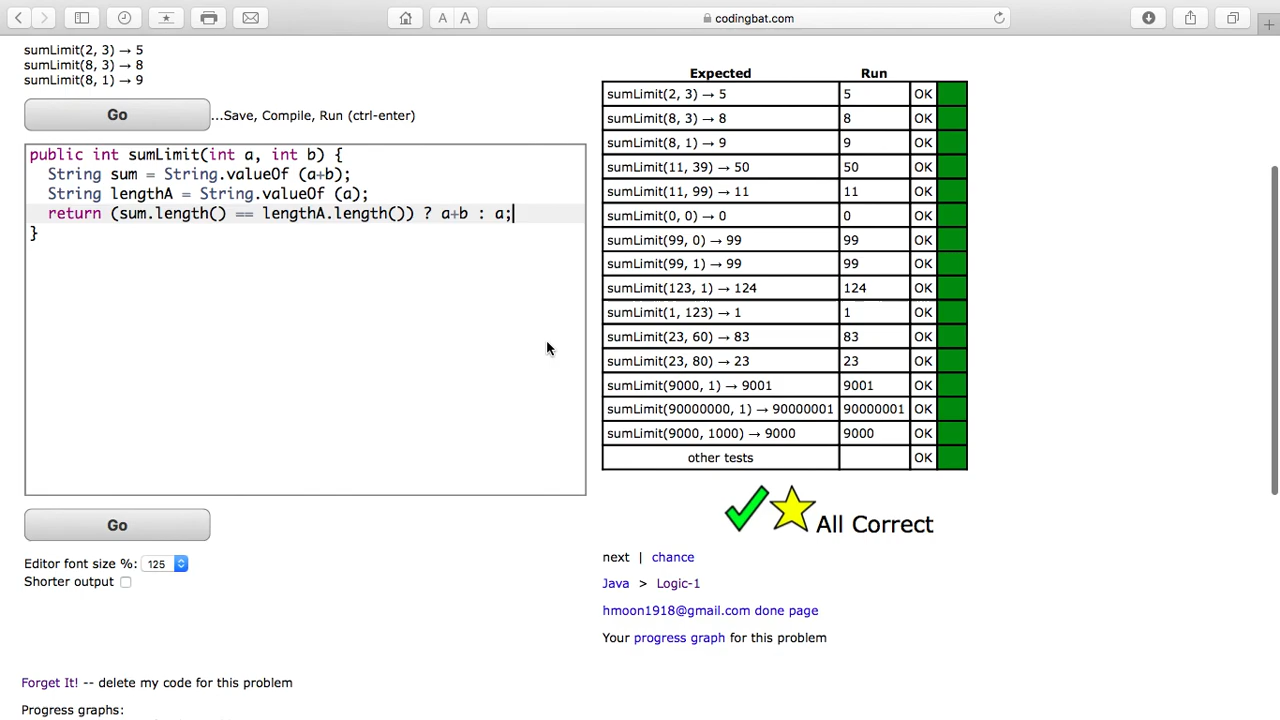 A A codingbat.com
sumLimit(2, 3) → 5
sumLimit(8, 3) → 8
sumLimit(8, 1) → 9
Go ...Save, Compile, Run (ctrl-enter)
public int sumLimit(int a, int b) {
String sum = String.valueOf (a+b);
String lengthA = String.valueOf (a);
return (sum.length() == lengthA.length()) ? a+b : a;
}
Go
Editor font size %: 125
Shorter output
Expected Run
sumLimit(2, 3) → 5 5 OK
sumLimit(8, 3) → 8 8 OK
sumLimit(8, 1) → 9 9 OK
sumLimit(11, 39) → 50 50 OK
sumLimit(11, 99) → 11 11 OK
sumLimit(0, 0) → 0 0 OK
sumLimit(99, 0) → 99 99 OK
sumLimit(99, 1) → 99 99 OK
sumLimit(123, 1) → 124 124 OK
sumLimit(1, 123) → 1 1 OK
sumLimit(23, 60) → 83 83 OK
sumLimit(23, 80) → 23 23 OK
sumLimit(9000, 1) → 9001 9001 OK
sumLimit(90000000, 1) → 90000001 90000001 OK
sumLimit(9000, 1000) → 9000 9000 OK
other tests OK
All Correct
next | chance
Java > Logic-1
hmoon1918@gmail.com done page
Your progress graph for this problem
Forget It! -- delete my code for this problem
Progress graphs: